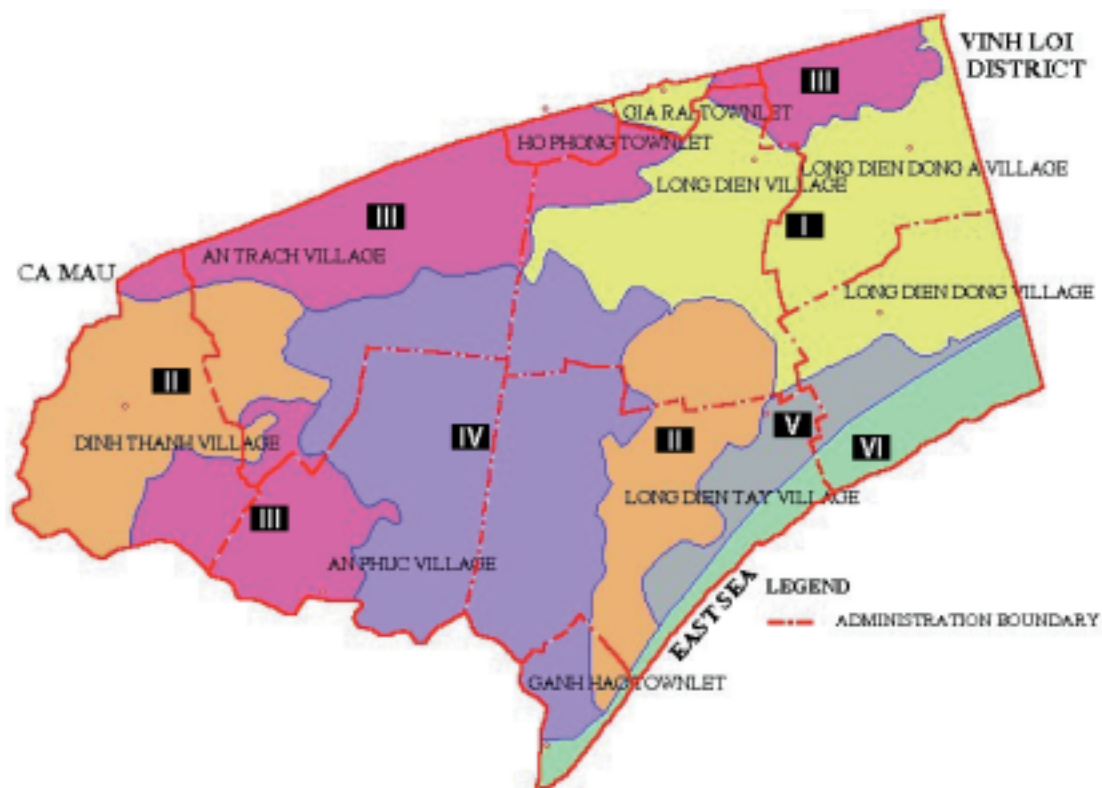 VINH LOI
DISTRICT
III
GIA RAI TOWNLET
HO PHONG TOWNLET
LONG DIEN DONG A VILLAGE
LONG DIEN VILLAGE
III
I
AN TRACH VILLAGE
CA MAU
LONG DIEN DONG VILLAGE
II
DINH THANH VILLAGE
IV
II
V
VI
LONG DIEN TAY VILLAGE
III
AN PHUC VILLAGE
EAST SEA
LEGEND
ADMINISTRATION BOUNDARY
GANH HAO TOWNLET